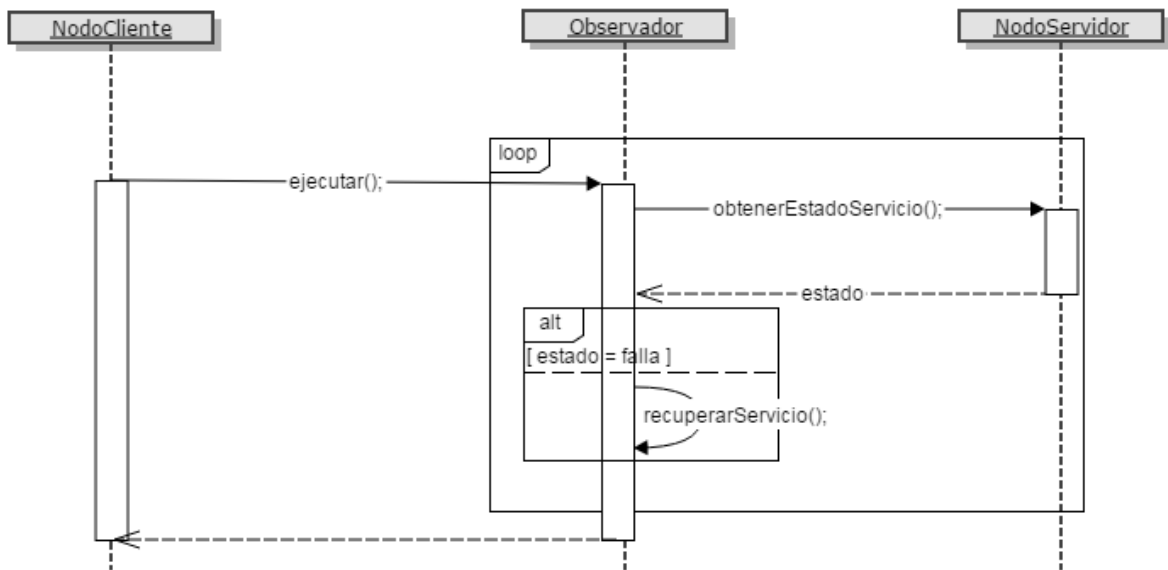 NodoCliente
Observador
NodoServidor
loop
ejecutar();
obtenerEstadoServicio();
estado
alt
[ estado = falla ]
recuperarServicio();